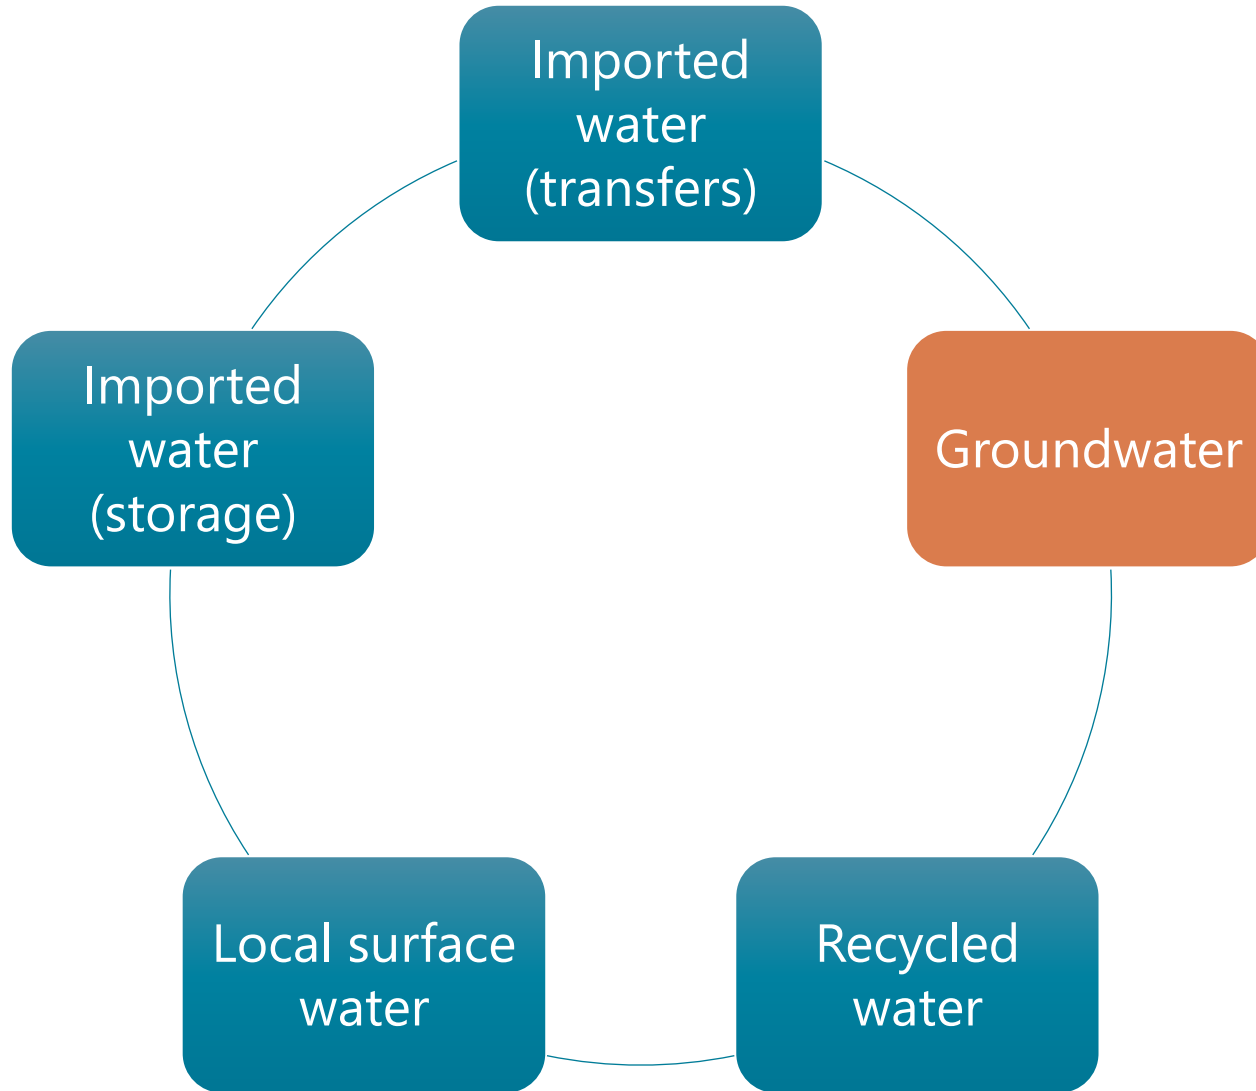 Imported
water
(transfers)
Groundwater
Recycled
water
Local surface
water
Imported
water
(storage)